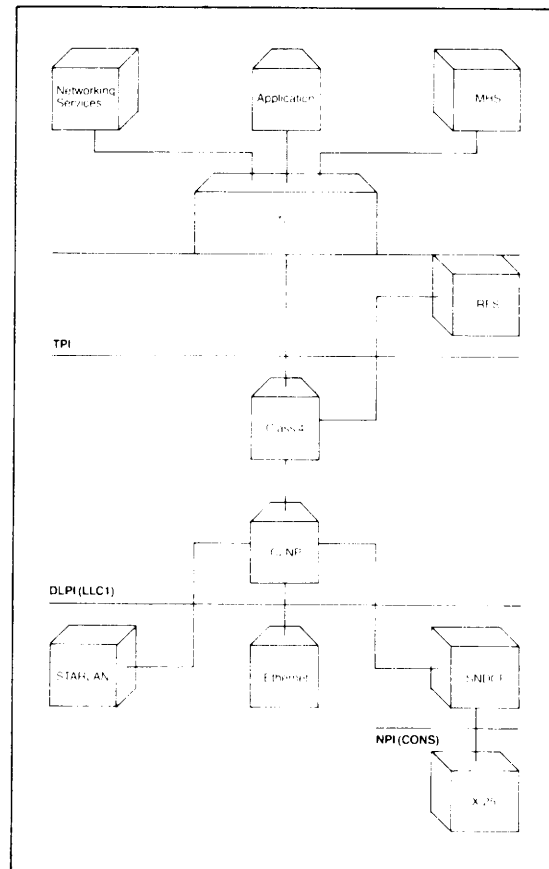 Networking
Services
Application
MHS
RFS
TPI
Class 4
CLNP
DLPI (LLC1)
STARLAN
Ethernet
SNDCF
NPI (CONS)
X.25